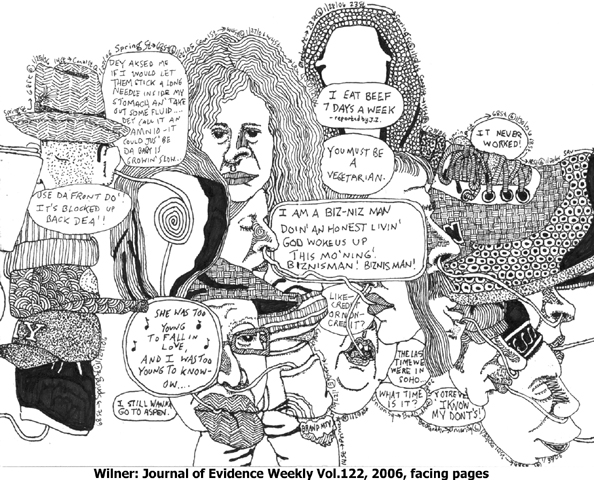 DEY AKSED ME
IF I WOULD LET
THEM STICK A LONG
NEEDLE INSIDE MY
STOMACH AN' TAKE
OUT SOME FLUID....
DEY CALL IT AN
AMNIO-IT
COULD JUS' BE
DA BABY IS
GROWIN' SLOW.
I EAT BEEF
7 DAYS A WEEK
-reported by J.J.
YOU MUST BE
A
VEGETARIAN.
IT NEVER
WORKED!
USE DA FRONT DO'!
IT'S BLOCKED UP
BACK DEA'!!
I AM A BIZ-NIZ MAN
DOIN' AN HONEST LIVIN'
GOD WOKE US UP
THIS MO'NING!
BIZNISMAN! BIZNISMAN!
SHE WAS TOO
YOUNG
TO FALL IN
LOVE,
AND I WAS TOO
YOUNG TO KNOW-
OW....
I STILL WANNA
GO TO ASPEN.
LIKE-
CREDIT
OR NON-
CREDIT?
THE LAST
TIME WE
WERE IN
SOHO.
WHAT TIME
IS IT?
I KNOW
MY DON'TS!
Wilner: Journal of Evidence Weekly Vol.122, 2006, facing pages